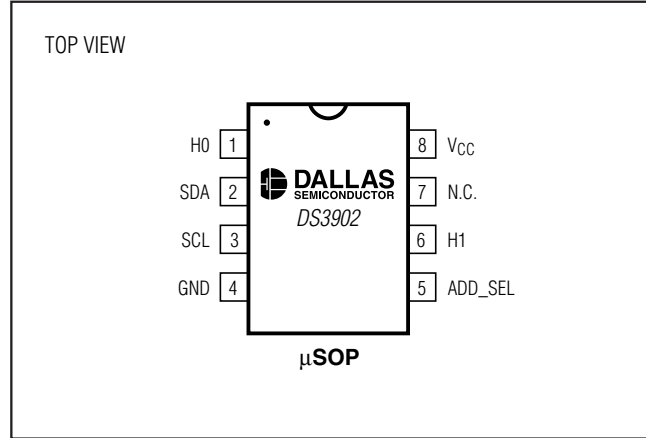 TOP VIEW
H0 1
8 VCC
DALLAS
SEMICONDUCTOR
SDA 2
7 N.C.
DS3902
SCL 3
6 H1
GND 4
5 ADD_SEL
μSOP